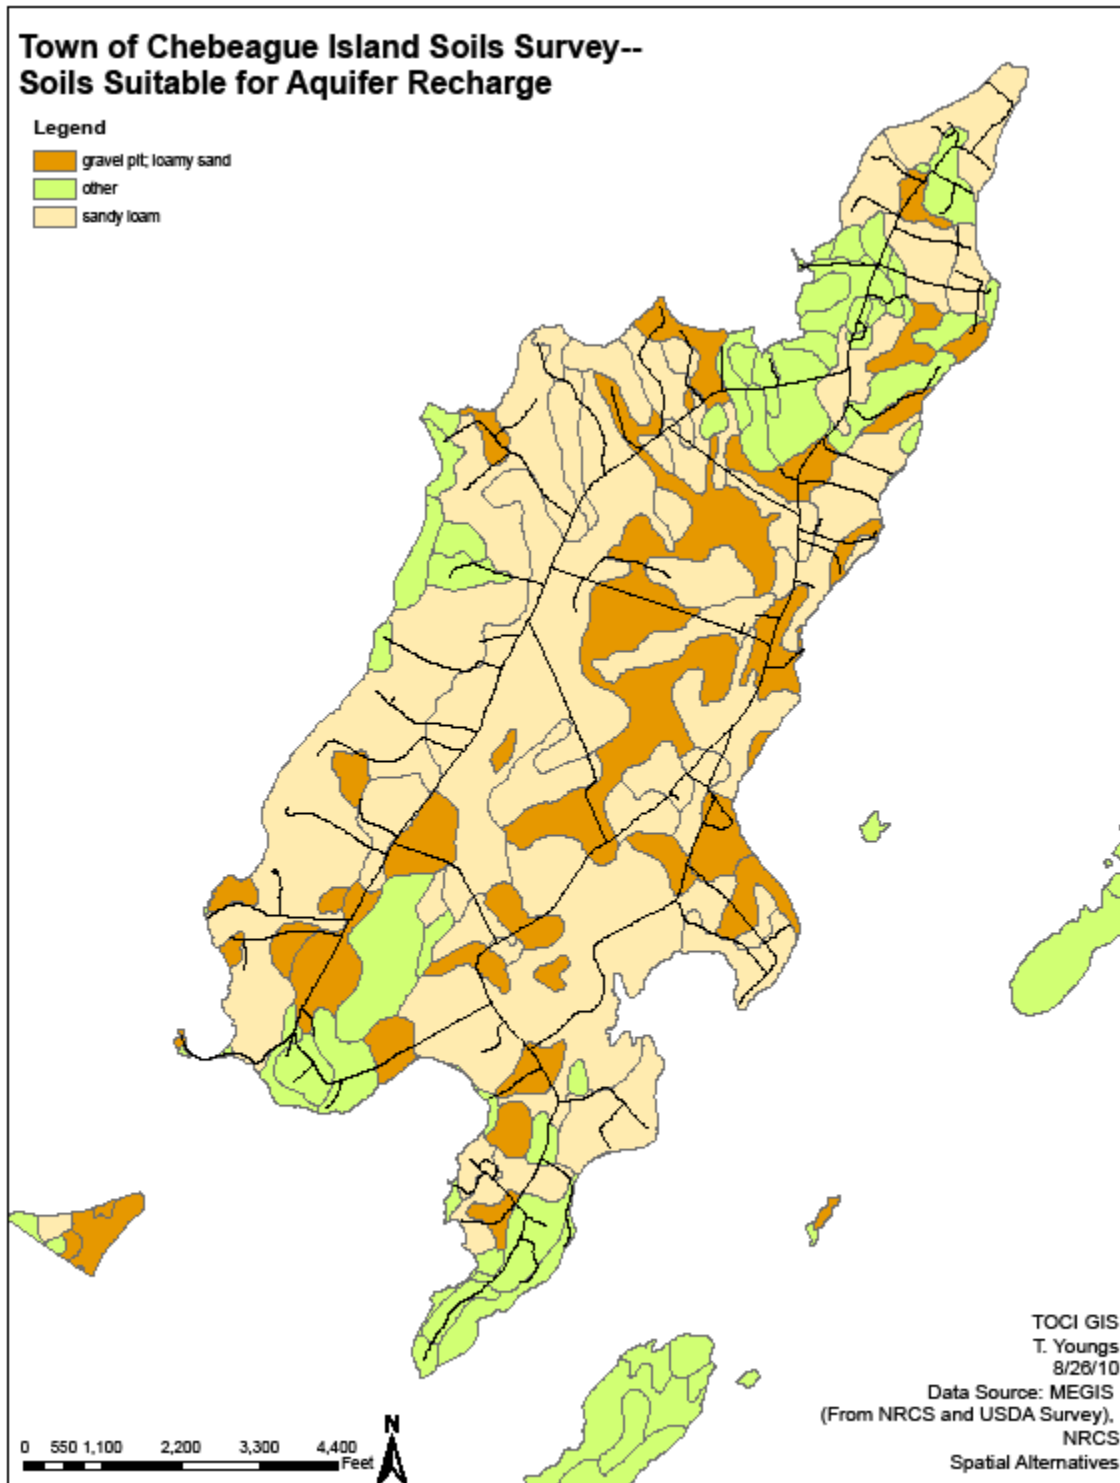 Town of Chebeague Island Soils Survey--
Soils Suitable for Aquifer Recharge
Legend
gravel pit; loamy sand
other
sandy loam
TOCI GIS
T. Youngs
8/26/10
Data Source: MEGIS
(From NRCS and USDA Survey),
NRCS
Spatial Alternatives
N
0 550 1,100 2,200 3,300 4,400
Feet